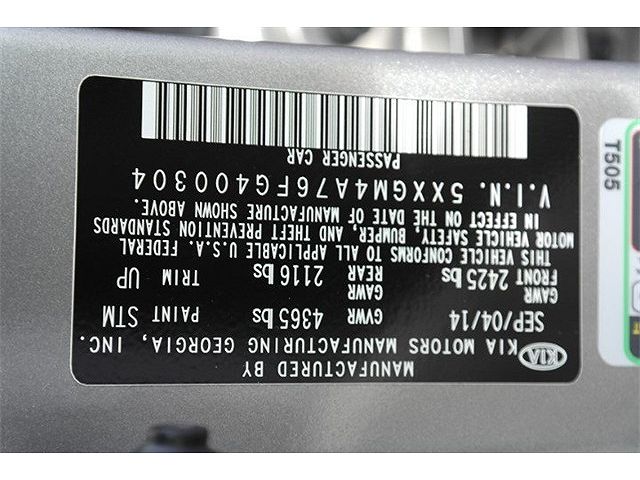 MANUFACTURED BY
KIA KIA MOTORS MANUFACTURING GEORGIA, INC.
SEP/04/14 GVWR 4365 lbs PAINT STM
GAWR GAWR
FRONT 2425 lbs REAR 2116 lbs TRIM UP
THIS VEHICLE CONFORMS TO ALL APPLICABLE U.S.A. FEDERAL
MOTOR VEHICLE SAFETY, BUMPER, AND THEFT PREVENTION STANDARDS
IN EFFECT ON THE DATE OF MANUFACTURE SHOWN ABOVE.
V.I.N. 5XXGM4A76FG400304
PASSENGER CAR
T505